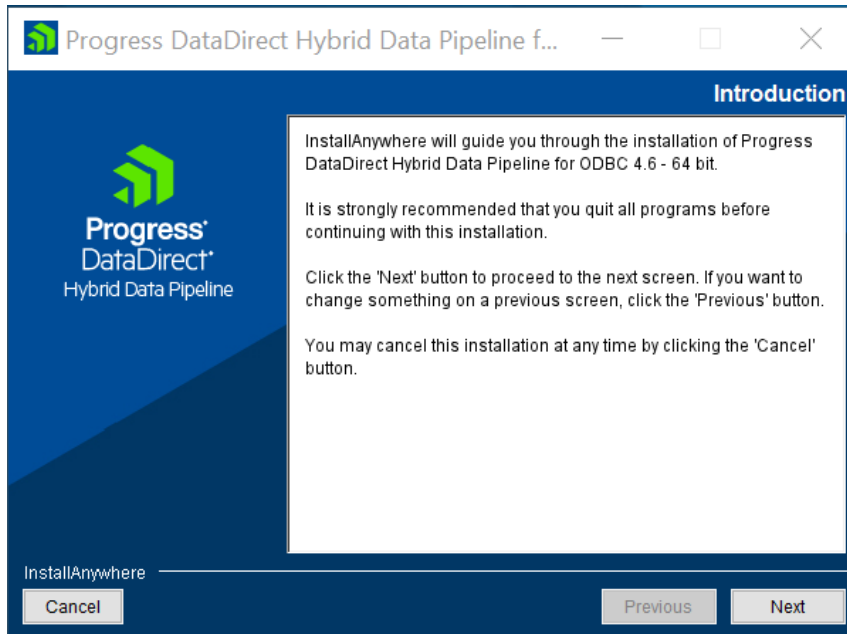 Progress DataDirect Hybrid Data Pipeline f...
Introduction
Progress
DataDirect
Hybrid Data Pipeline
InstallAnywhere will guide you through the installation of Progress
DataDirect Hybrid Data Pipeline for ODBC 4.6 - 64 bit.
It is strongly recommended that you quit all programs before
continuing with this installation.
Click the 'Next' button to proceed to the next screen. If you want to
change something on a previous screen, click the 'Previous' button.
You may cancel this installation at any time by clicking the 'Cancel'
button.
InstallAnywhere
Cancel
Previous
Next